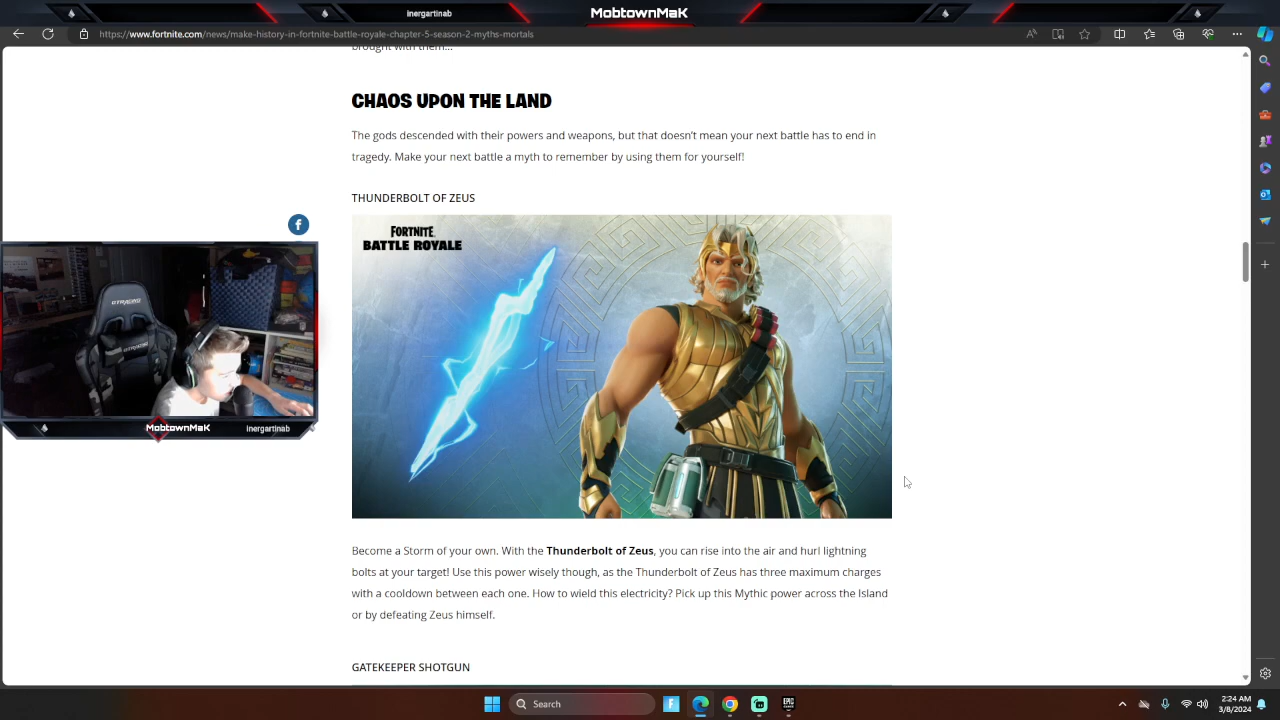 inergartinab
MobtownMaK
https://www.fortnite.com/news/make-history-in-fortnite-battle-royale-chapter-5-season-2-myths-mortals
brought with them...
CHAOS UPON THE LAND
The gods descended with their powers and weapons, but that doesn't mean your next battle has to end in
tragedy. Make your next battle a myth to remember by using them for yourself!
THUNDERBOLT OF ZEUS
FORTNITE
BATTLE ROYALE
GTRACING
GTRACING
MobtownMaK
inergartinab
Become a Storm of your own. With the Thunderbolt of Zeus, you can rise into the air and hurl lightning
bolts at your target! Use this power wisely though, as the Thunderbolt of Zeus has three maximum charges
with a cooldown between each one. How to wield this electricity? Pick up this Mythic power across the Island
or by defeating Zeus himself.
GATEKEEPER SHOTGUN
Search
2:24 AM
3/8/2024